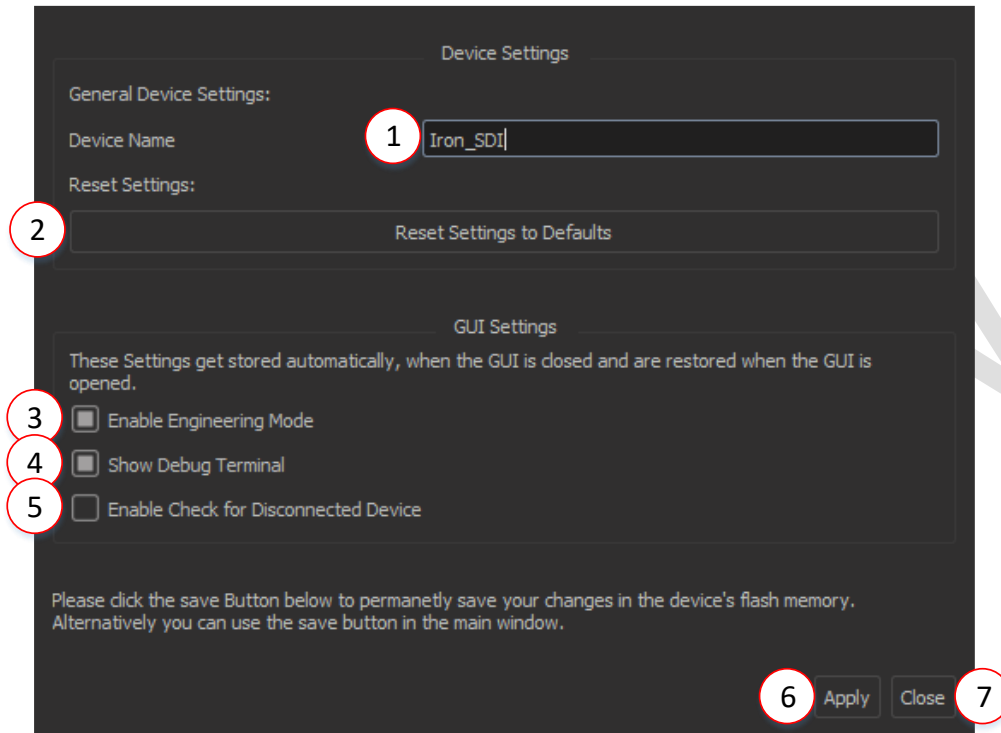 Device Settings
General Device Settings:
Device Name 1 Iron_SDI
Reset Settings:
2 Reset Settings to Defaults
GUI Settings
These Settings get stored automatically, when the GUI is closed and are restored when the GUI is
opened.
3 Enable Engineering Mode
4 Show Debug Terminal
5 Enable Check for Disconnected Device
Please click the save Button below to permanetly save your changes in the device's flash memory.
Alternatively you can use the save button in the main window.
6 Apply Close 7